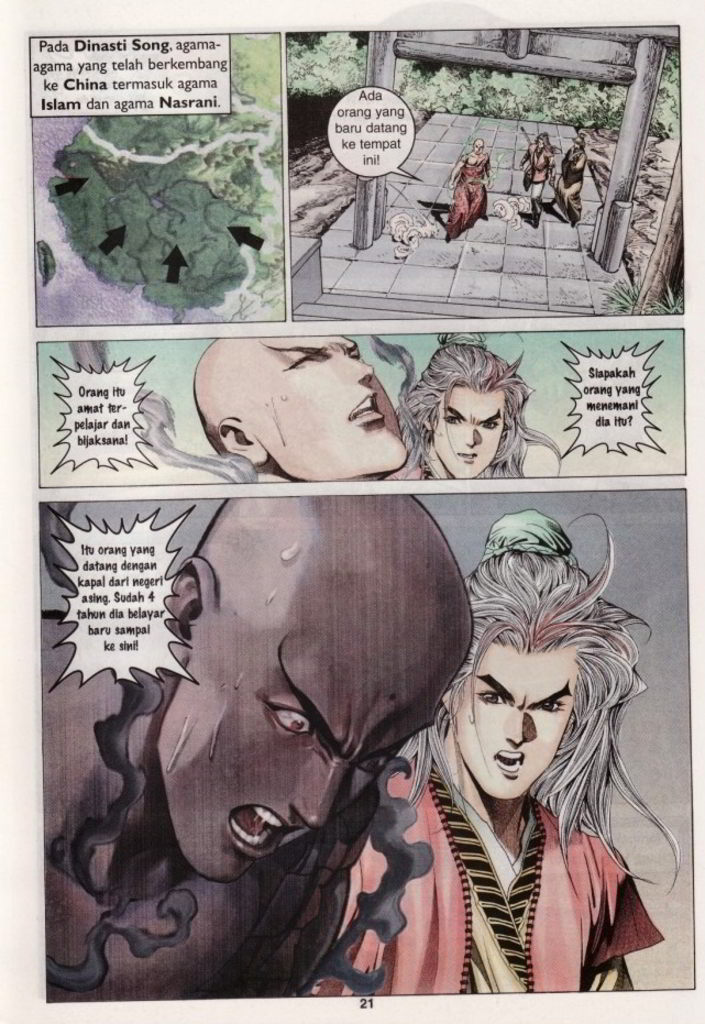 Pada Dinasti Song, agama-
agama yang telah berkembang
ke China termasuk agama
Islam dan agama Nasrani.
Ada
orang yang
baru datang
ke tempat
ini!
Orang itu
amat ter-
pelajar dan
bijaksana!
Siapakah
orang yang
menemani
dia itu?
Itu orang yang
datang dengan
kapal dari negeri
asing. Sudah 4
tahun dia belayar
baru sampai
ke sini!
21